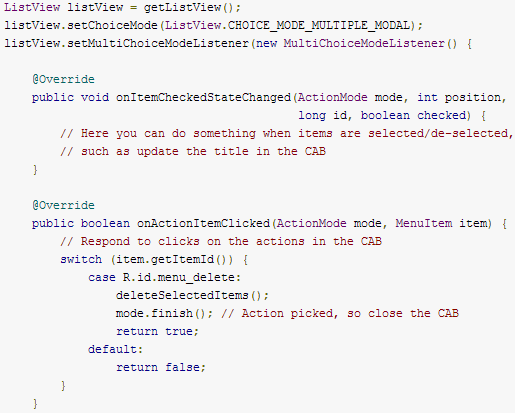 ListView listView = getListView();
listView.setChoiceMode(ListView.CHOICE_MODE_MULTIPLE_MODAL);
listView.setMultiChoiceModeListener(new MultiChoiceModeListener() {
@Override
public void onItemCheckedStateChanged(ActionMode mode, int position,
long id, boolean checked) {
// Here you can do something when items are selected/de-selected,
// such as update the title in the CAB
}
@Override
public boolean onActionItemClicked(ActionMode mode, MenuItem item) {
// Respond to clicks on the actions in the CAB
switch (item.getItemId()) {
case R.id.menu_delete:
deleteSelectedItems();
mode.finish(); // Action picked, so close the CAB
return true;
default:
return false;
}
}